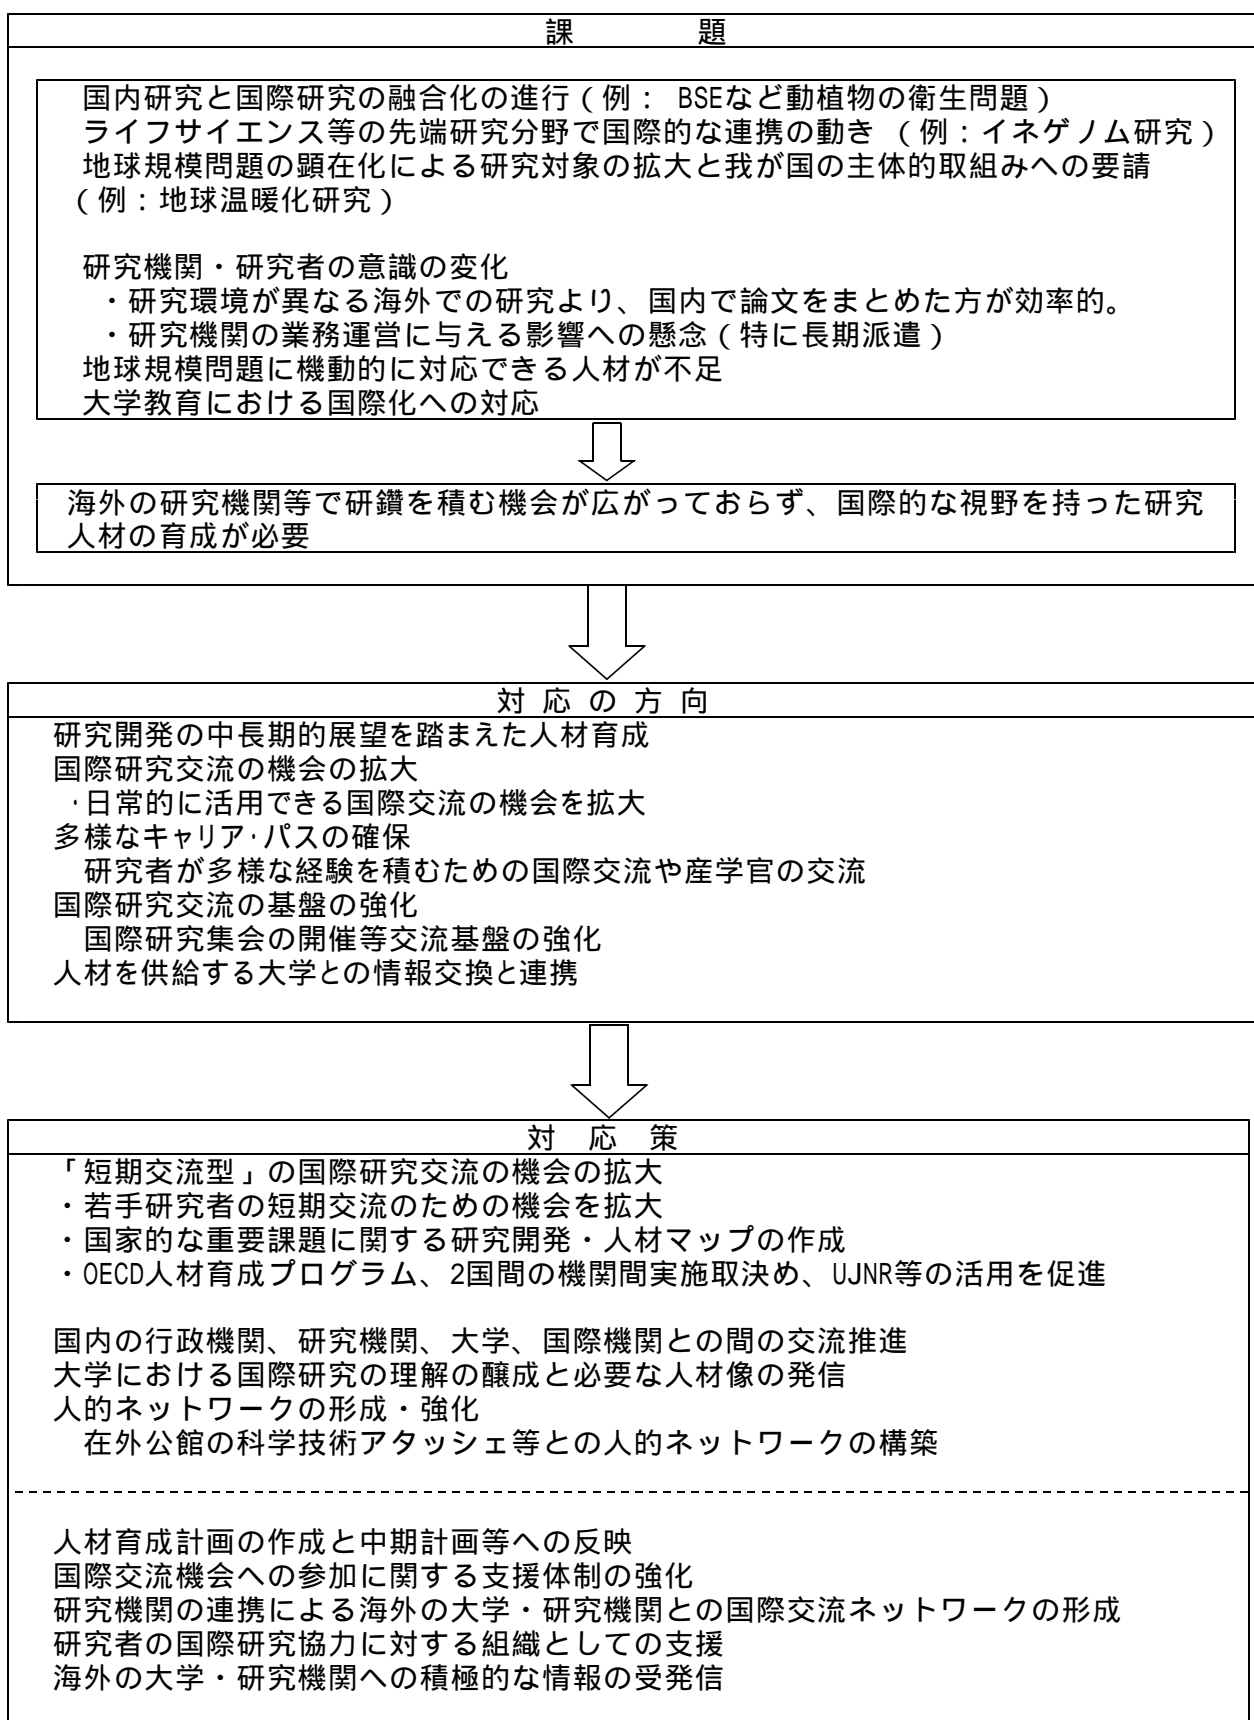 課　　　題
国内研究と国際研究の融合化の進行（例： BSEなど動植物の衛生問題）
ライフサイエンス等の先端研究分野で国際的な連携の動き （例：イネゲノム研究）
地球規模問題の顕在化による研究対象の拡大と我が国の主体的取組みへの要請
（例：地球温暖化研究）
研究機関・研究者の意識の変化
・研究環境が異なる海外での研究より、国内で論文をまとめた方が効率的。
・研究機関の業務運営に与える影響への懸念（特に長期派遣）
地球規模問題に機動的に対応できる人材が不足
大学教育における国際化への対応
海外の研究機関等で研鑽を積む機会が広がっておらず、国際的な視野を持った研究
人材の育成が必要
対 応 の 方 向
研究開発の中長期的展望を踏まえた人材育成
国際研究交流の機会の拡大
・日常的に活用できる国際交流の機会を拡大
多様なキャリア・パスの確保
研究者が多様な経験を積むための国際交流や産学官の交流
国際研究交流の基盤の強化
国際研究集会の開催等交流基盤の強化
人材を供給する大学との情報交換と連携
対　応　策
「短期交流型」の国際研究交流の機会の拡大
・若手研究者の短期交流のための機会を拡大
・国家的な重要課題に関する研究開発・人材マップの作成
・OECD人材育成プログラム、2国間の機関間実施取決め、UJNR等の活用を促進
国内の行政機関、研究機関、大学、国際機関との間の交流推進
大学における国際研究の理解の醸成と必要な人材像の発信
人的ネットワークの形成・強化
在外公館の科学技術アタッシェ等との人的ネットワークの構築
人材育成計画の作成と中期計画等への反映
国際交流機会への参加に関する支援体制の強化
研究機関の連携による海外の大学・研究機関との国際交流ネットワークの形成
研究者の国際研究協力に対する組織としての支援
海外の大学・研究機関への積極的な情報の受発信